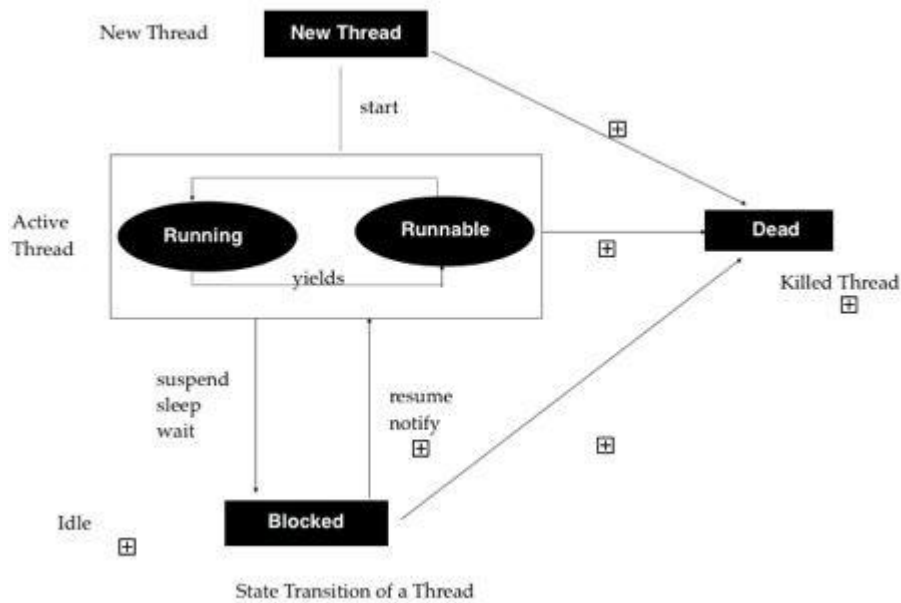 New Thread
New Thread
start
Active
Thread
Running
Runnable
yields
Dead
Killed Thread
suspend
sleep
wait
resume
notify
Idle
Blocked
State Transition of a Thread